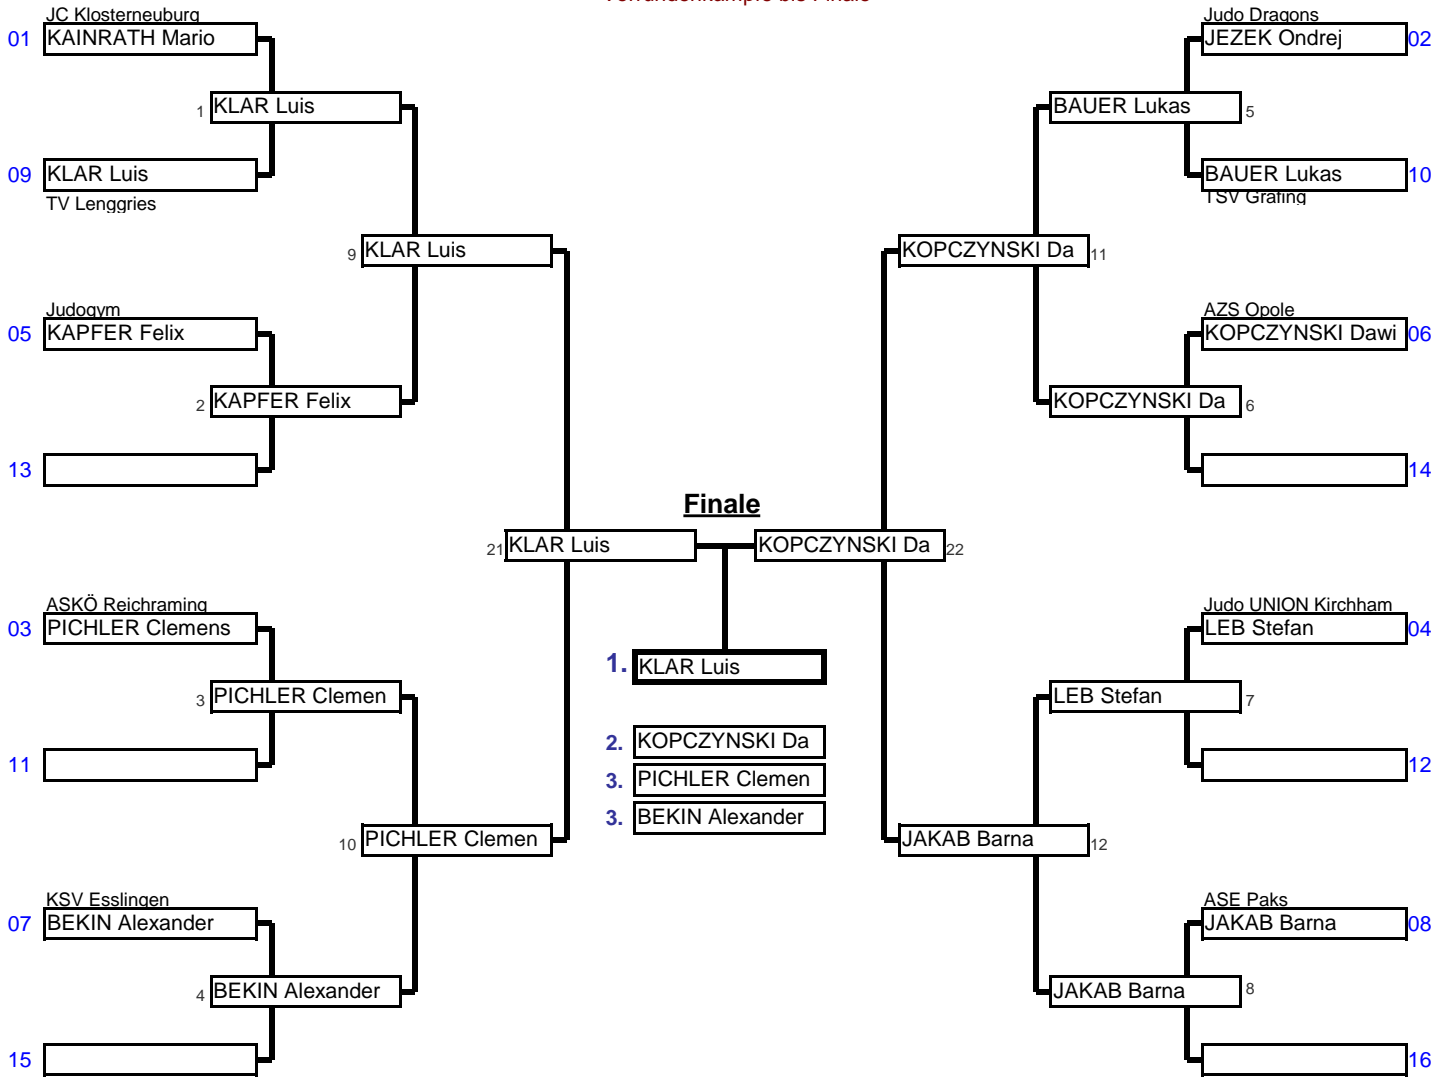 Vorrundenkämpfe bis Finale
JC Klosterneuburg
01 KAINRATH Mario
1 KLAR Luis
09 KLAR Luis
TV Lenggries
9 KLAR Luis
Judogym
05 KAPFER Felix
2 KAPFER Felix
13
21 KLAR Luis
ASKÖ Reichraming
03 PICHLER Clemens
3 PICHLER Clemen
11
10 PICHLER Clemen
KSV Esslingen
07 BEKIN Alexander
4 BEKIN Alexander
15
Finale
1. KLAR Luis
2. KOPCZYNSKI Da
3. PICHLER Clemen
3. BEKIN Alexander
Judo Dragons
JEZEK Ondrej 02
BAUER Lukas 5
BAUER Lukas 10
TSV Grafing
KOPCZYNSKI Da 11
AZS Opole
KOPCZYNSKI Dawi 06
KOPCZYNSKI Da 6
14
KOPCZYNSKI Da 22
Judo UNION Kirchham
LEB Stefan 04
LEB Stefan 7
12
JAKAB Barna 12
ASE Paks
JAKAB Barna 08
JAKAB Barna 8
16